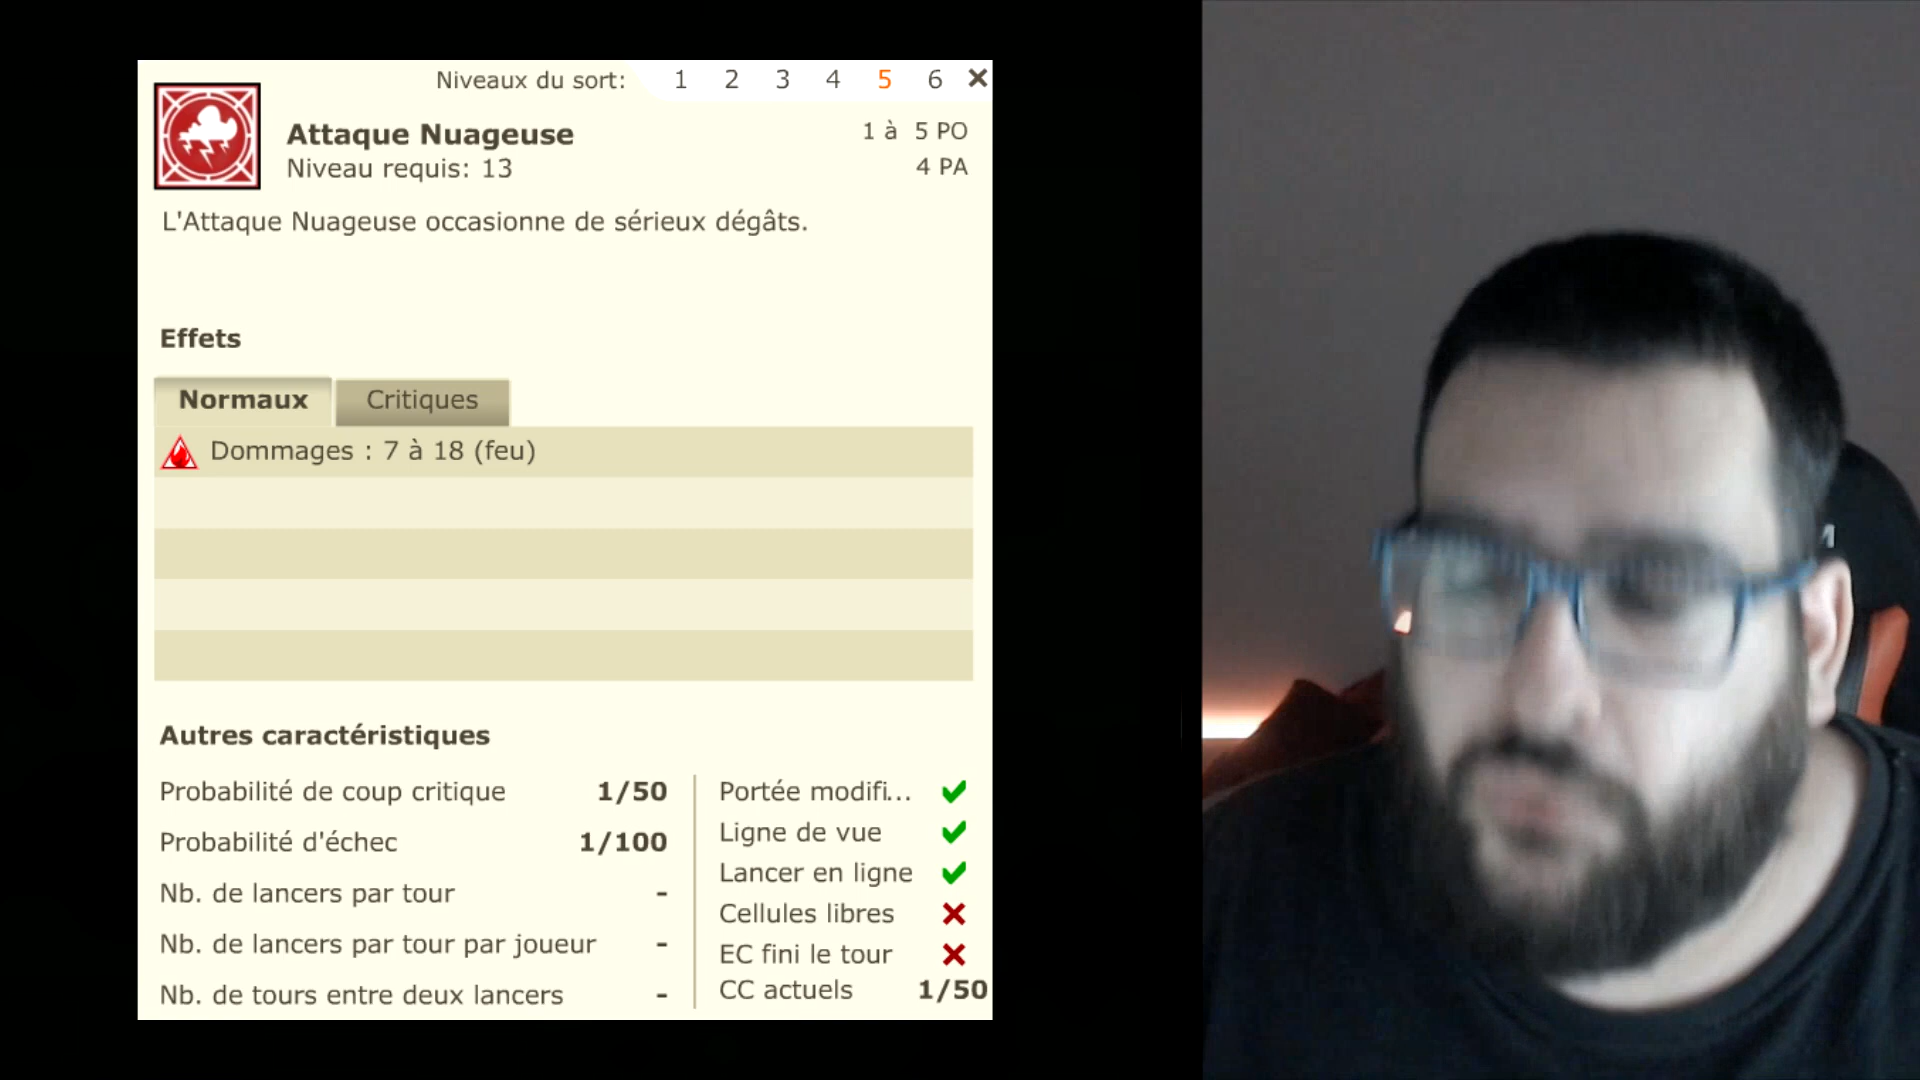 Niveaux du sort: 1 2 3 4 5 6
Attaque Nuageuse
Niveau requis: 13
1 à 5 PO
4 PA
L'Attaque Nuageuse occasionne de sérieux dégâts.
Effets
Normaux Critiques
Dommages : 7 à 18 (feu)
Autres caractéristiques
Probabilité de coup critique 1/50
Probabilité d'échec 1/100
Nb. de lancers par tour -
Nb. de lancers par tour par joueur -
Nb. de tours entre deux lancers -
Portée modifi...
Ligne de vue
Lancer en ligne
Cellules libres
EC fini le tour
CC actuels 1/50